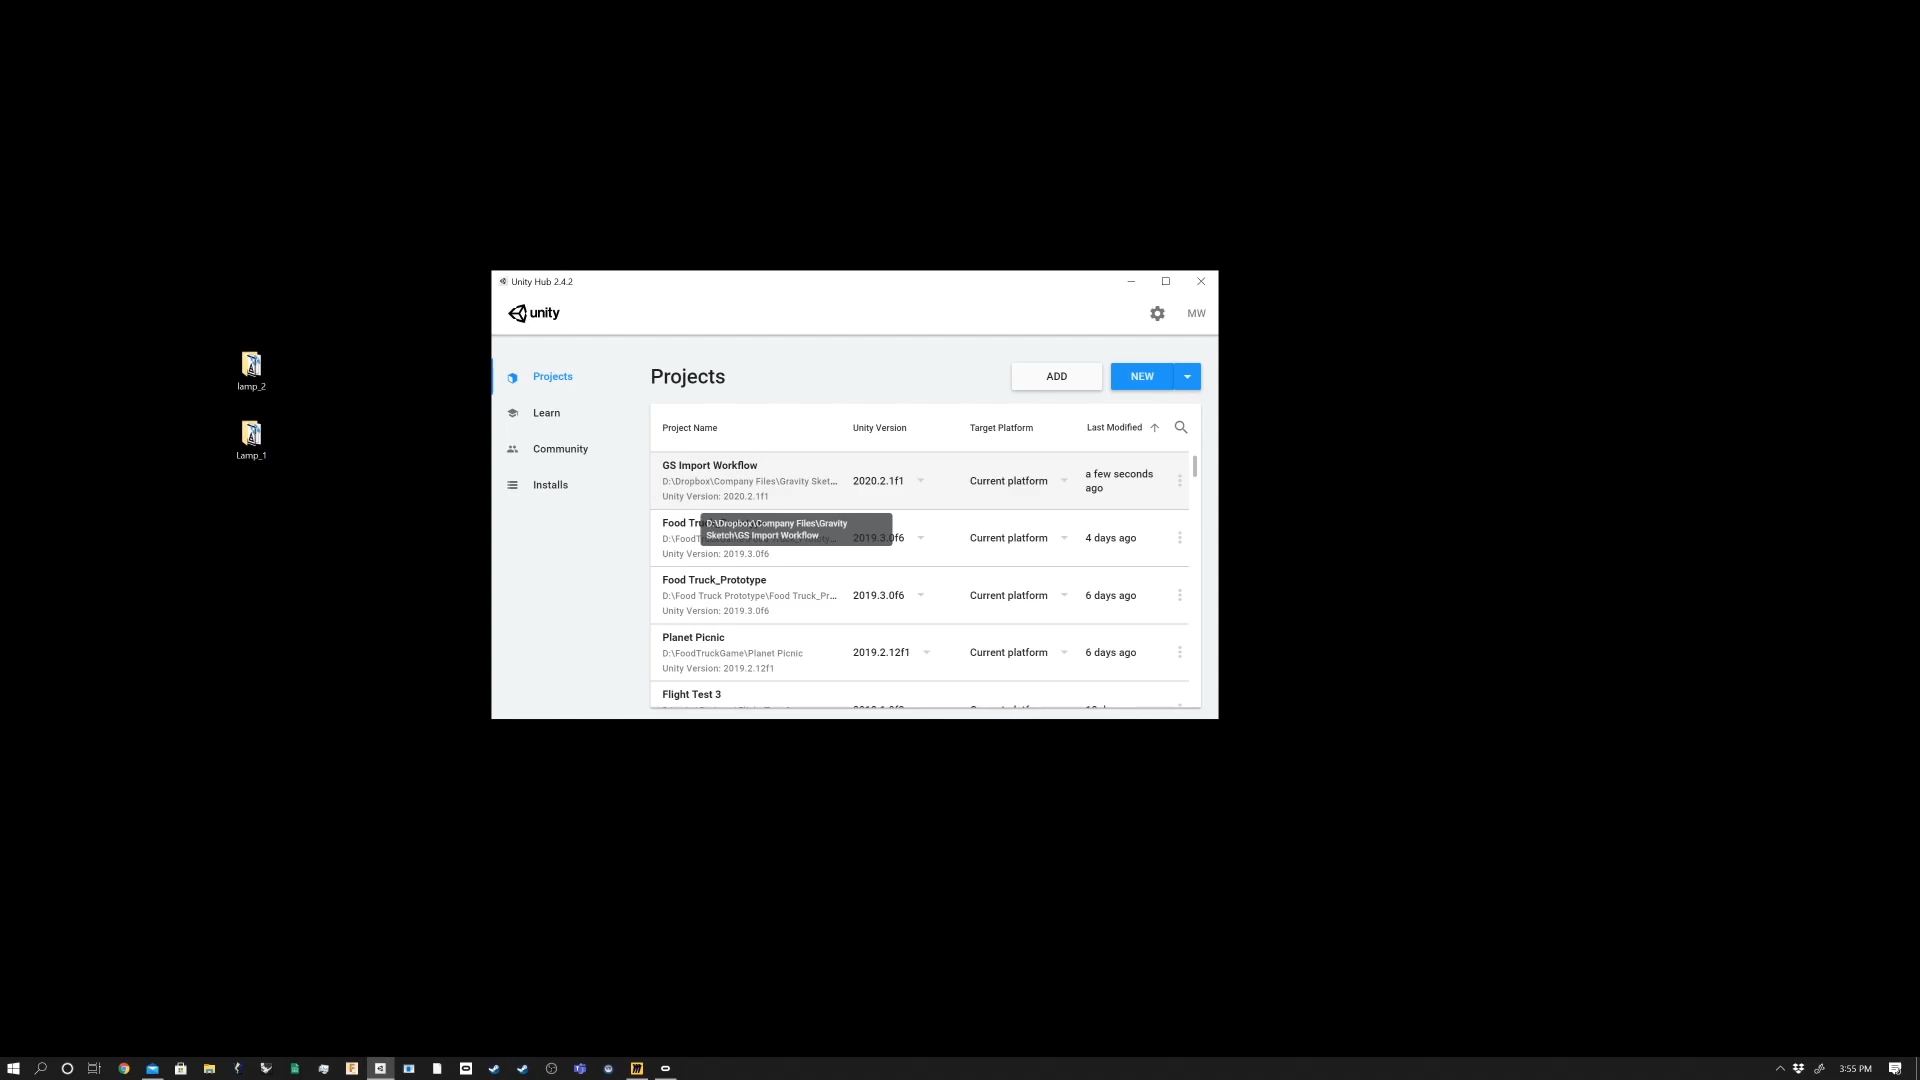 Unity Hub 2.4.2
unity
MW
Projects
Learn
Community
Installs
Projects
ADD
NEW
Project Name
Unity Version
Target Platform
Last Modified
GS Import Workflow
D:\Dropbox\Company Files\Gravity Sket...
Unity Version: 2020.2.1f1
2020.2.1f1
Current platform
a few seconds
ago
Food Tru
D:\Dropbox\Company Files\Gravity
Sketch\GS Import Workflow
D:\FoodT
Unity Version: 2019.3.0f6
2019.3.0f6
Current platform
4 days ago
Food Truck_Prototype
D:\Food Truck Prototype\Food Truck_Pr...
Unity Version: 2019.3.0f6
2019.3.0f6
Current platform
6 days ago
Planet Picnic
D:\FoodTruckGame\Planet Picnic
Unity Version: 2019.2.12f1
2019.2.12f1
Current platform
6 days ago
Flight Test 3
lamp_2
Lamp_1
3:55 PM